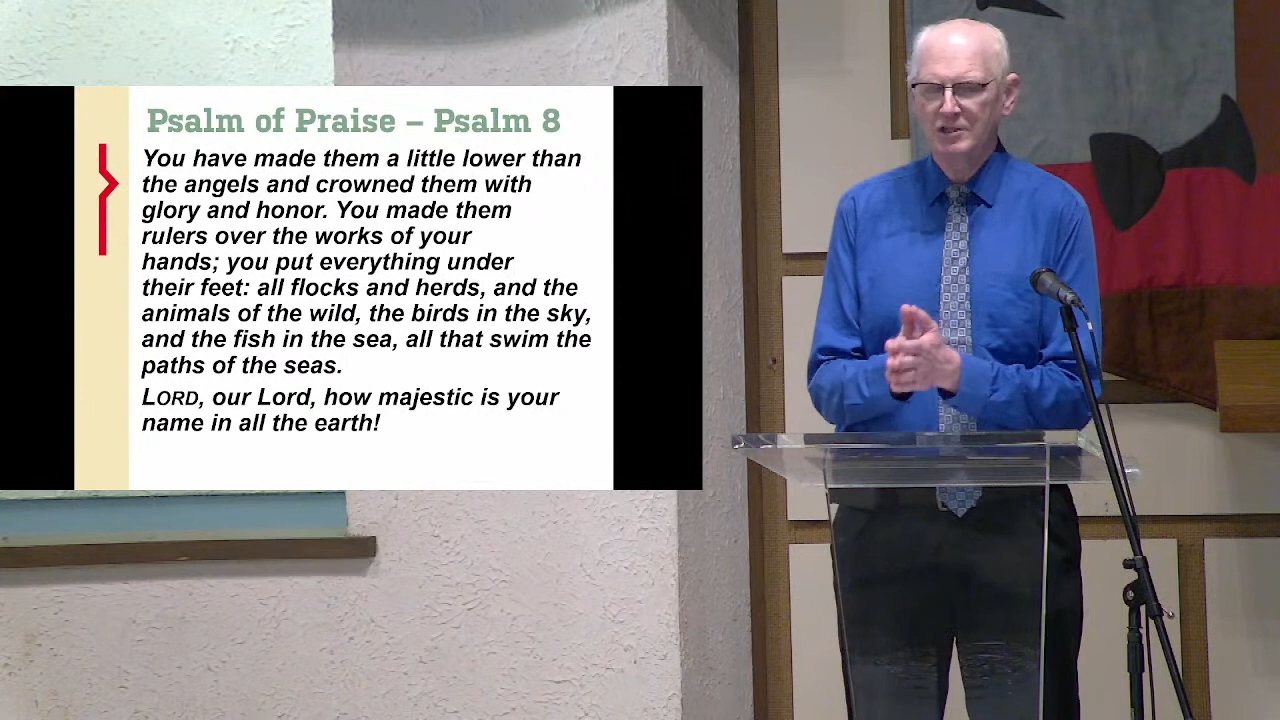 Psalm of Praise – Psalm 8
You have made them a little lower than
the angels and crowned them with
glory and honor. You made them
rulers over the works of your
hands; you put everything under
their feet: all flocks and herds, and the
animals of the wild, the birds in the sky,
and the fish in the sea, all that swim the
paths of the seas.
LORD, our Lord, how majestic is your
name in all the earth!